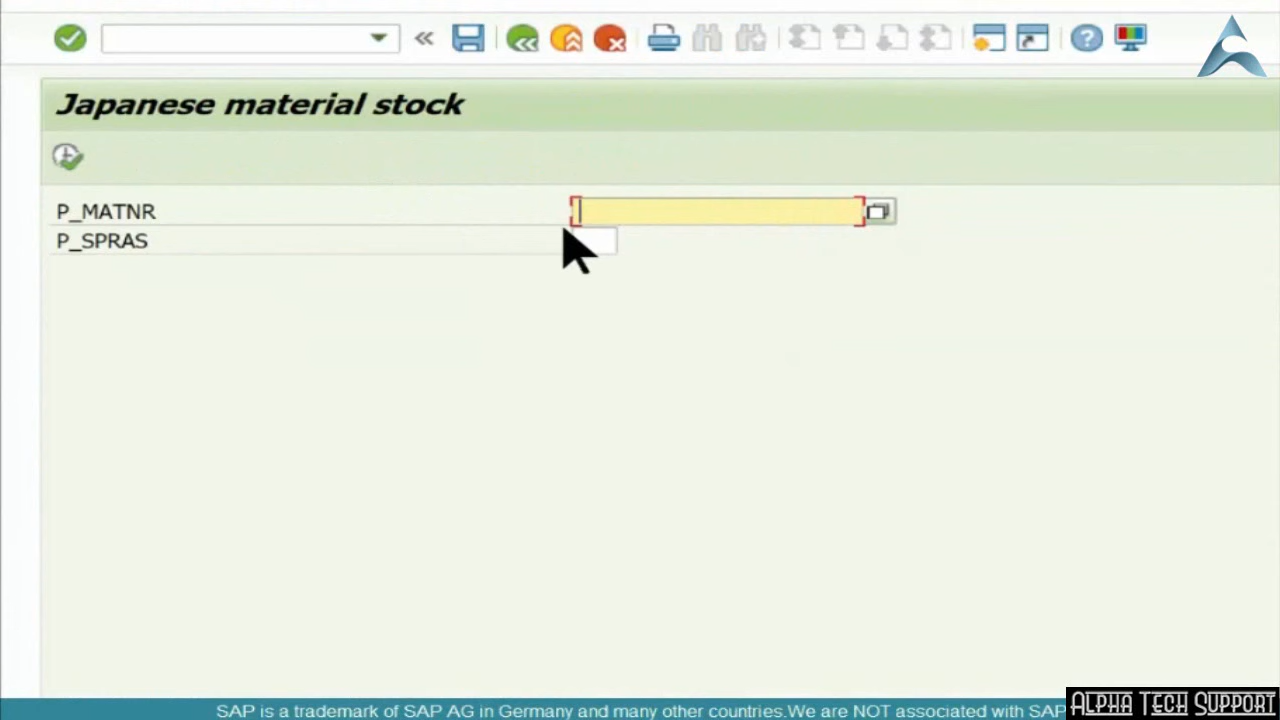 Japanese material stock
P_MATNR
P_SPRAS
SAP is a trademark of SAP AG in Germany and many other countries.We are NOT associated with SAP
ALPHA TECH SUPPORT